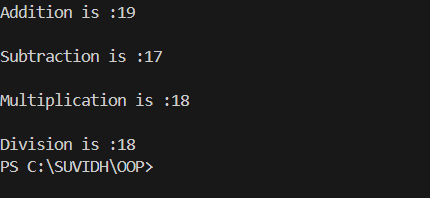 Addition is :19
Subtraction is :17
Multiplication is :18
Division is :18
PS C:\SUVIDH\OOP>